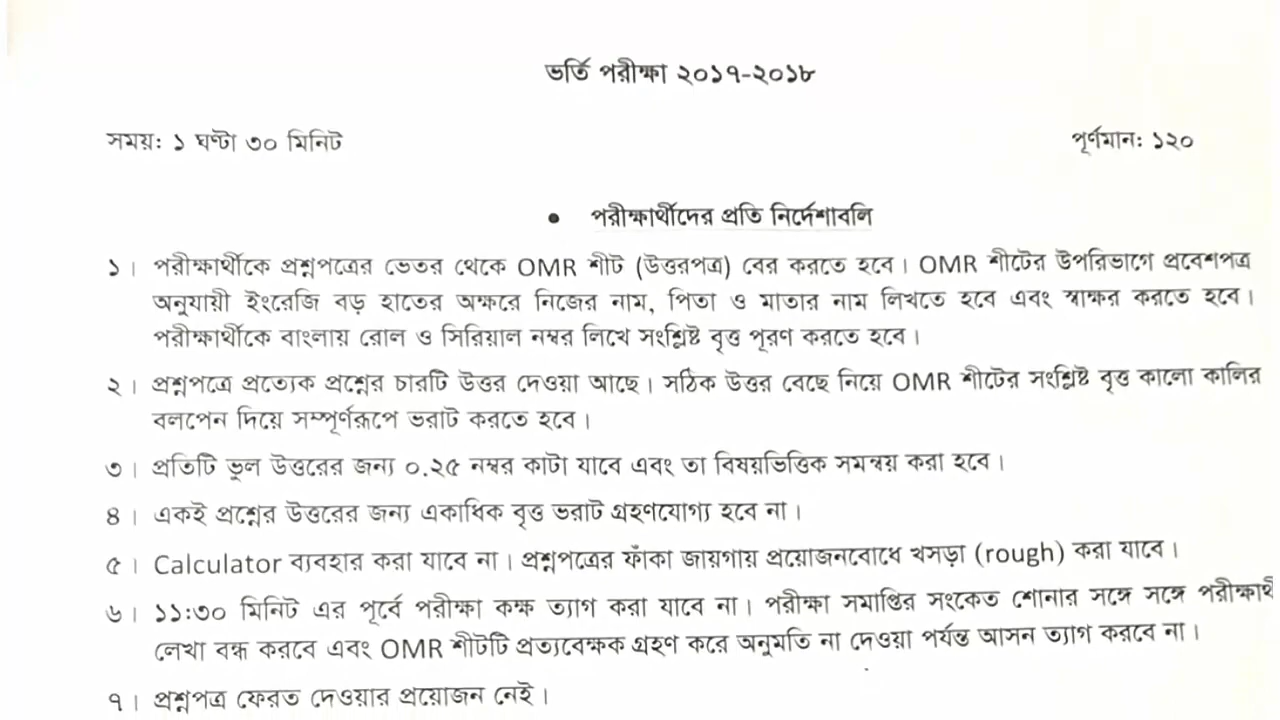 ভর্তি পরীক্ষা ২০১৭-২০১৮
সময়: ১ ঘণ্টা ৩০ মিনিট
পূর্ণমান: ১২০
• পরীক্ষার্থীদের প্রতি নির্দেশাবলি
১। পরীক্ষার্থীকে প্রশ্নপত্রের ভেতর থেকে OMR শীট (উত্তরপত্র) বের করতে হবে। OMR শীটের উপরিভাগে প্রবেশপত্র
অনুযায়ী ইংরেজি বড় হাতের অক্ষরে নিজের নাম, পিতা ও মাতার নাম লিখতে হবে এবং স্বাক্ষর করতে হবে।
পরীক্ষার্থীকে বাংলায় রোল ও সিরিয়াল নম্বর লিখে সংশ্লিষ্ট বৃত্ত পূরণ করতে হবে।
২। প্রশ্নপত্রে প্রত্যেক প্রশ্নের চারটি উত্তর দেওয়া আছে। সঠিক উত্তর বেছে নিয়ে OMR শীটের সংশ্লিষ্ট বৃত্ত কালো কালির
বলপেন দিয়ে সম্পূর্ণরূপে ভরাট করতে হবে।
৩। প্রতিটি ভুল উত্তরের জন্য ০.২৫ নম্বর কাটা যাবে এবং তা বিষয়ভিত্তিক সমন্বয় করা হবে।
৪। একই প্রশ্নের উত্তরের জন্য একাধিক বৃত্ত ভরাট গ্রহণযোগ্য হবে না।
৫। Calculator ব্যবহার করা যাবে না। প্রশ্নপত্রের ফাঁকা জায়গায় প্রয়োজনবোধে খসড়া (rough) করা যাবে।
৬। ১১:৩০ মিনিট এর পূর্বে পরীক্ষা কক্ষ ত্যাগ করা যাবে না। পরীক্ষা সমাপ্তির সংকেত শোনার সঙ্গে সঙ্গে পরীক্ষার্থী
লেখা বন্ধ করবে এবং OMR শীটটি প্রত্যবেক্ষক গ্রহণ করে অনুমতি না দেওয়া পর্যন্ত আসন ত্যাগ করবে না।
৭। প্রশ্নপত্র ফেরত দেওয়ার প্রয়োজন নেই।